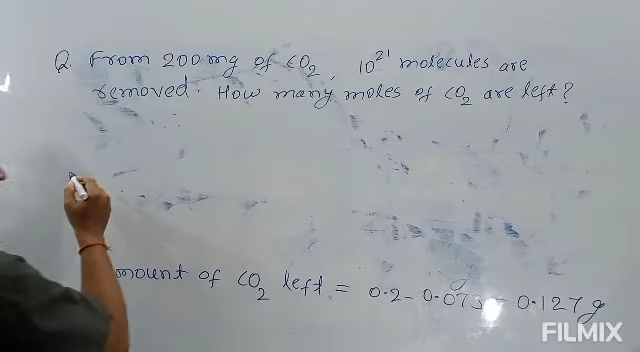 Q. From 200 mg of CO2, 10^21 molecules are
removed. How many moles of CO2 are left?
mount of CO2 left = 0.2 - 0.073 = 0.127 g
FILMIX